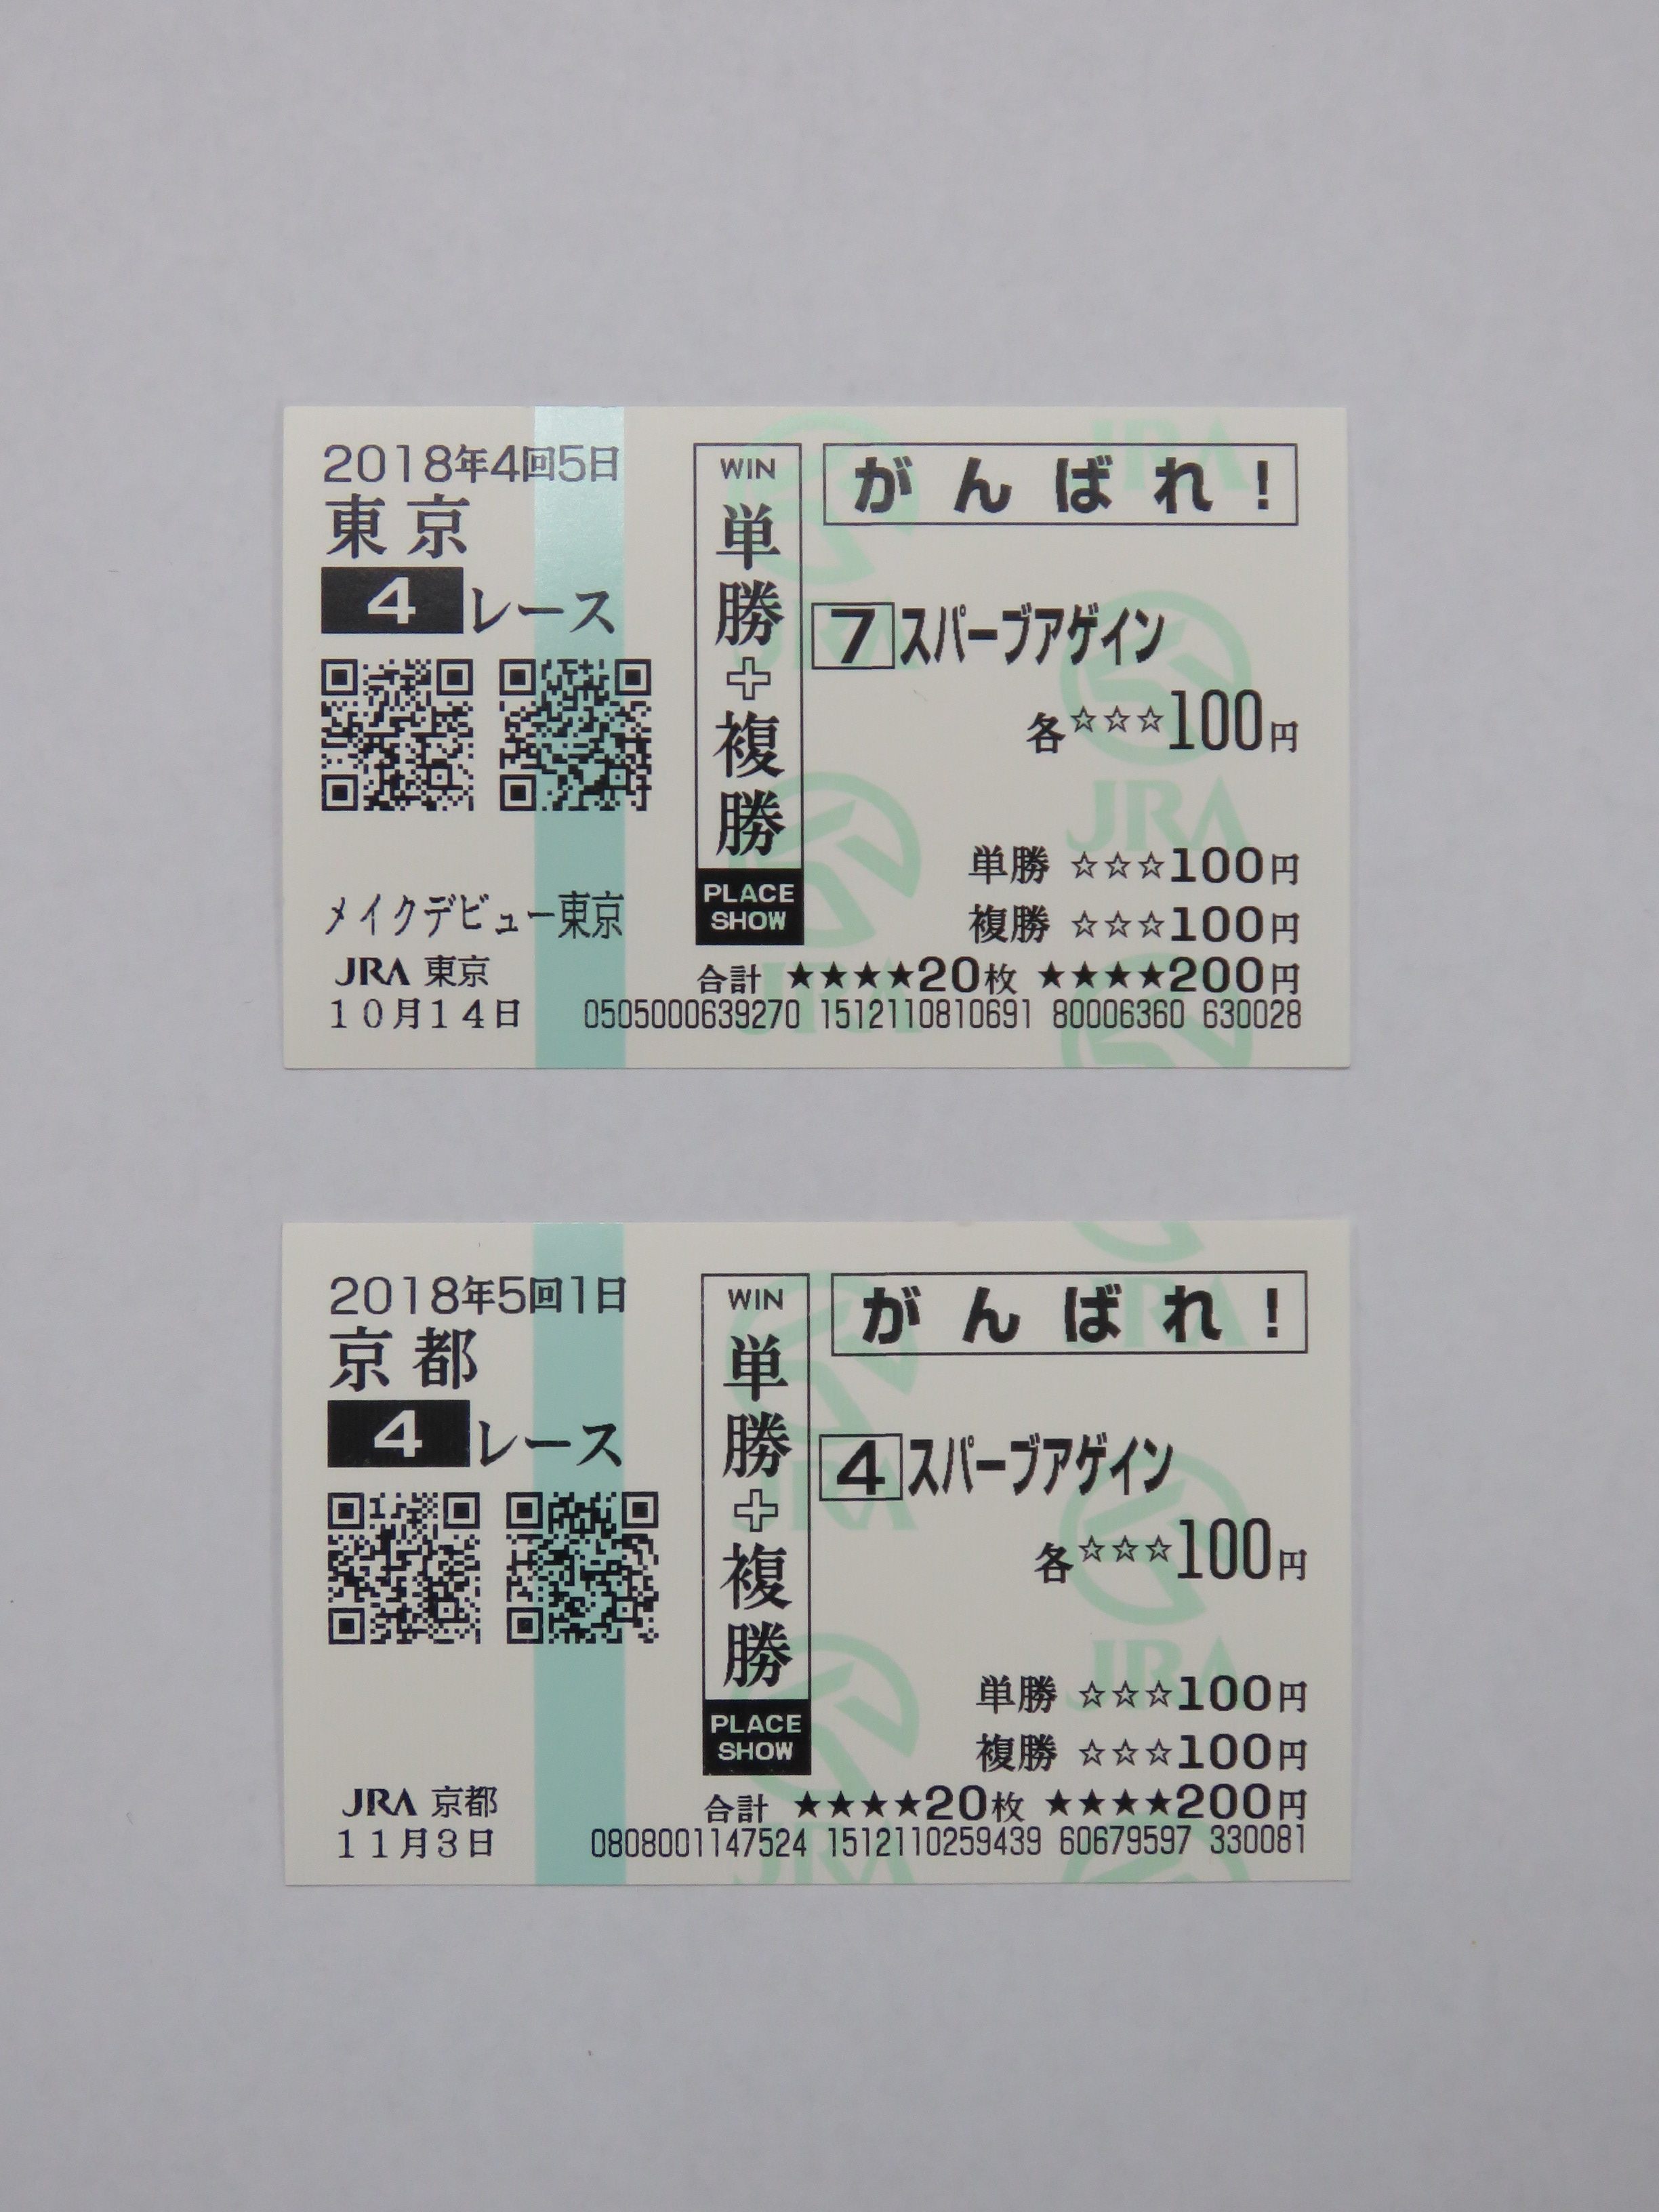 2018年4回5日
東京
4レース
メイクデビュー東京
JRA 東京
10月14日
WIN
単勝+複勝
PLACE
SHOW
がんばれ!
7スパーブアゲイン
各☆☆☆100円
単勝 ☆☆☆100円
複勝 ☆☆☆100円
合計 ★★★★20枚 ★★★★200円
0505000639270 1512110810691 80006360 630028
2018年5回1日
京都
4レース
JRA 京都
11月3日
WIN
単勝+複勝
PLACE
SHOW
がんばれ!
4スパーブアゲイン
各☆☆☆100円
単勝 ☆☆☆100円
複勝 ☆☆☆100円
合計 ★★★★20枚 ★★★★200円
0808001147524 1512110259439 60679597 330081